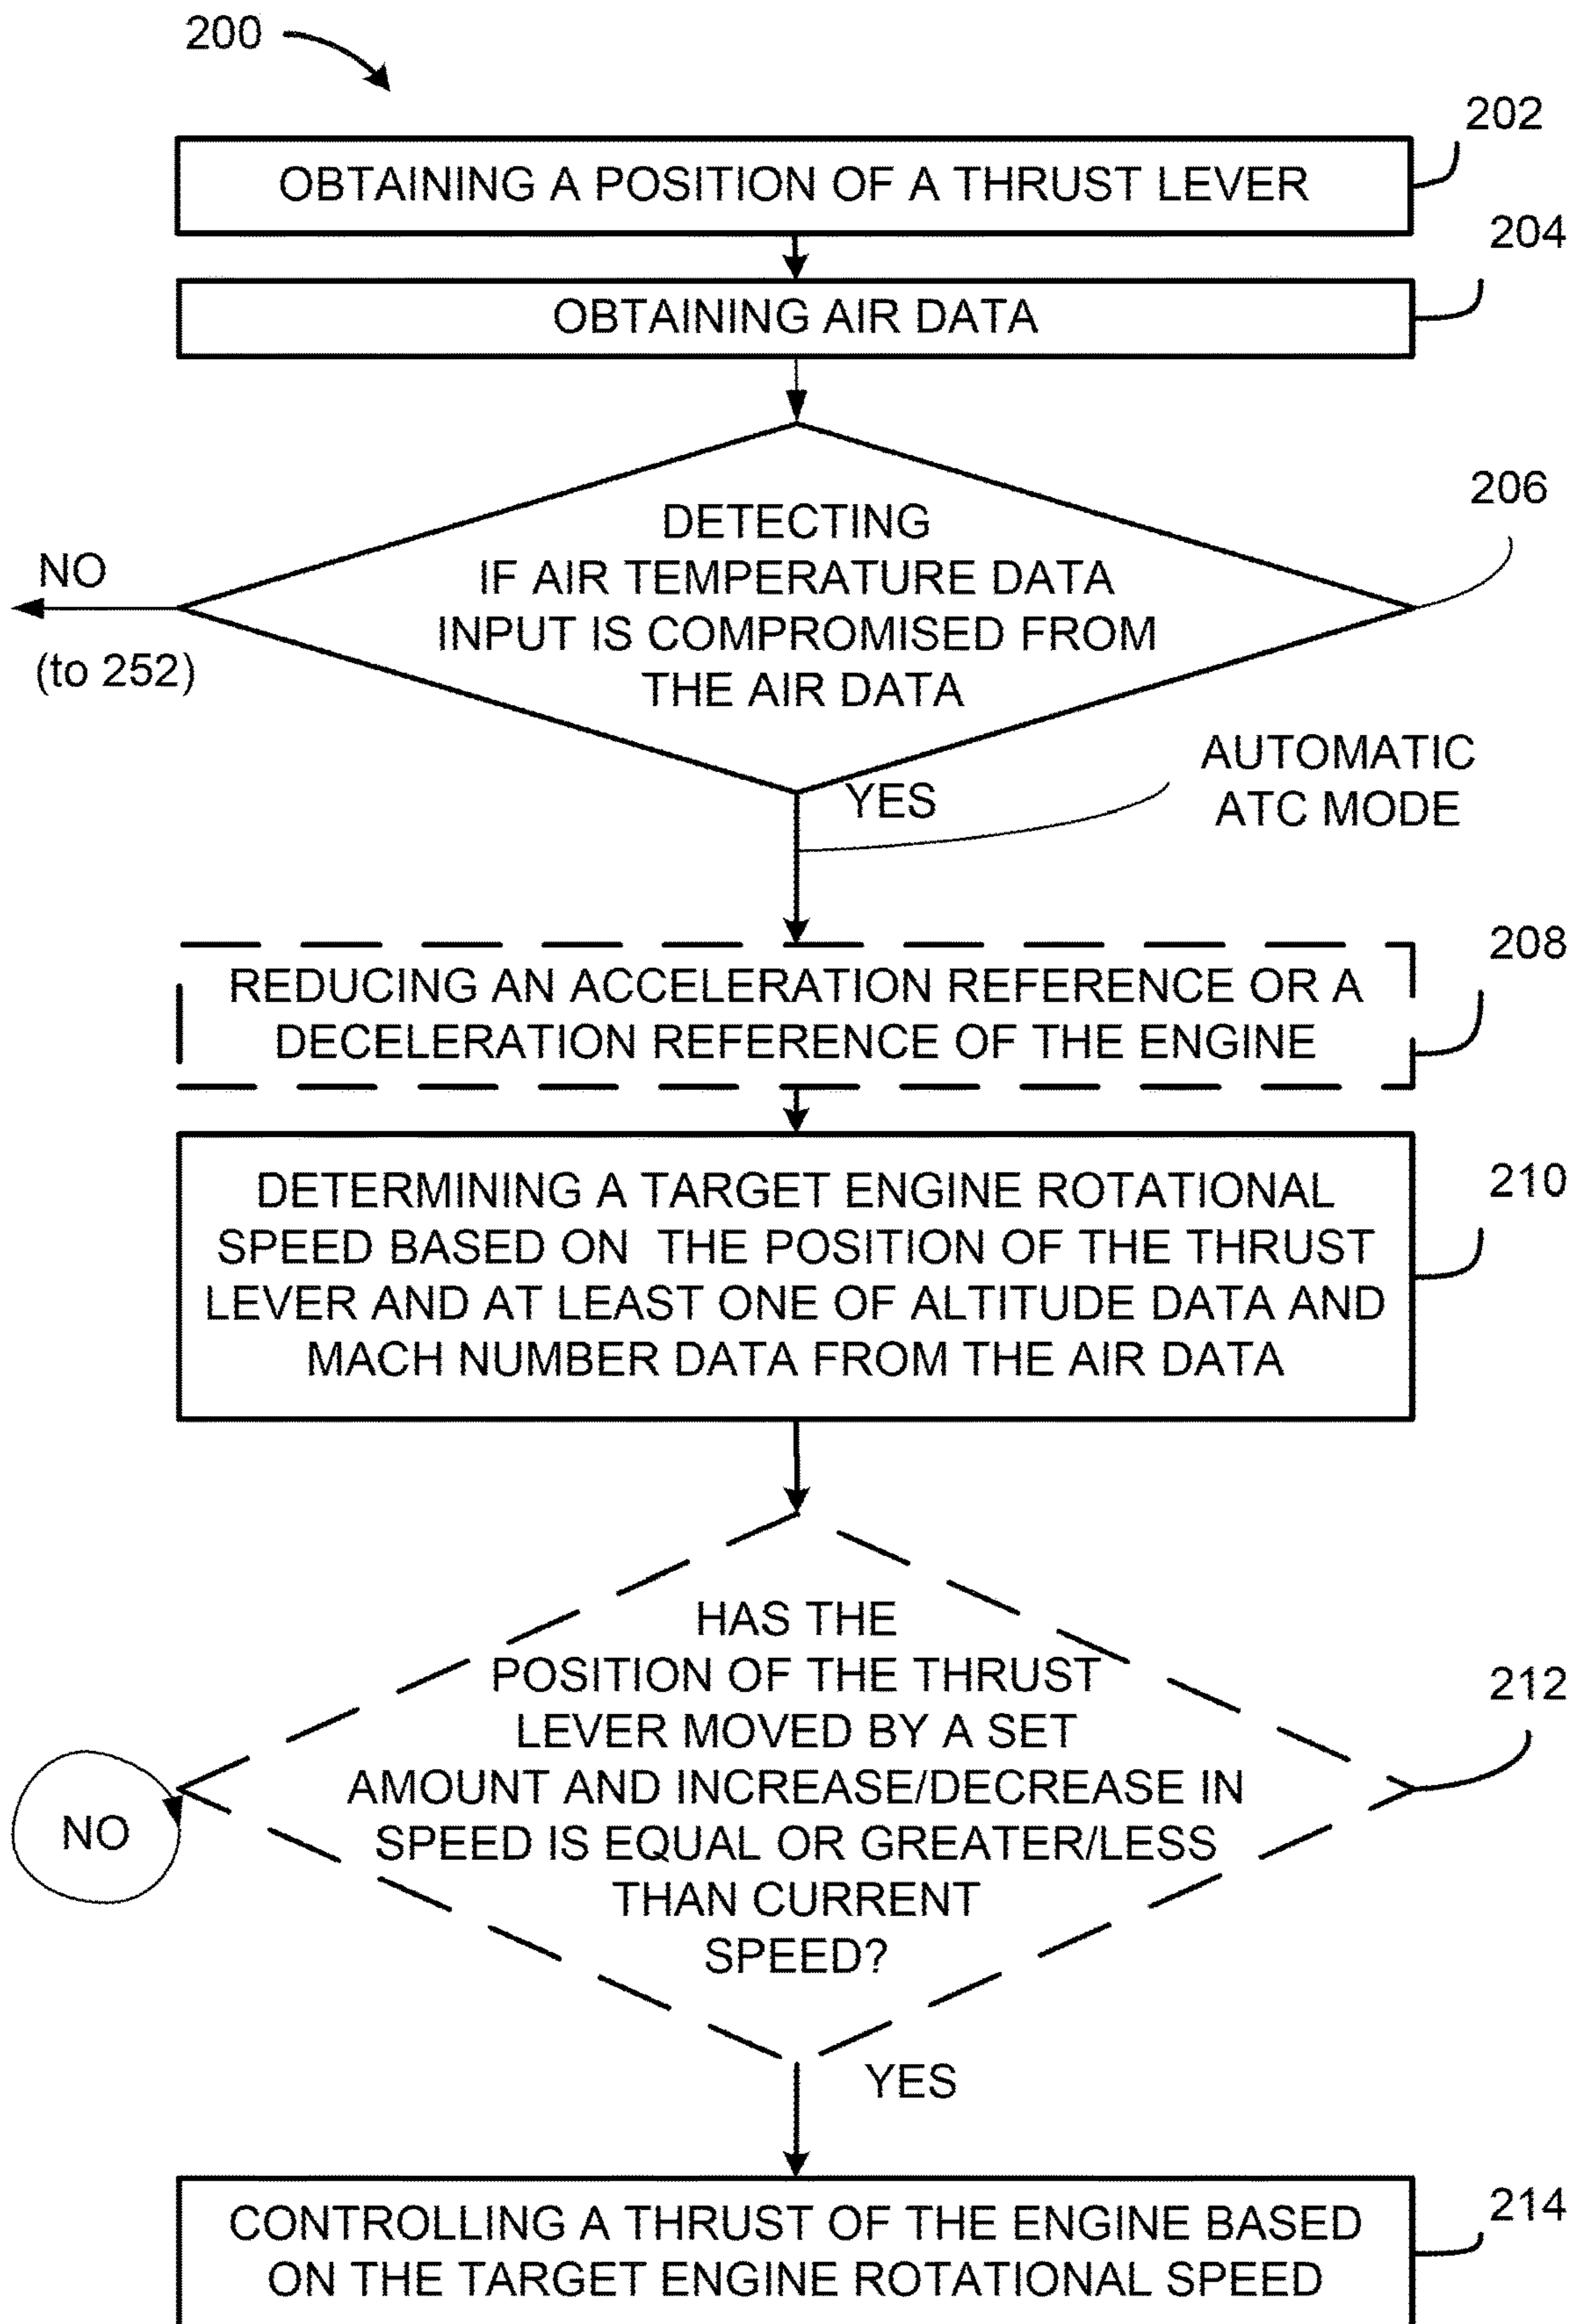 200
202
OBTAINING A POSITION OF A THRUST LEVER
204
OBTAINING AIR DATA
206
DETECTING
IF AIR TEMPERATURE DATA
INPUT IS COMPROMISED FROM
THE AIR DATA
NO
(to 252)
YES
AUTOMATIC
ATC MODE
208
REDUCING AN ACCELERATION REFERENCE OR A
DECELERATION REFERENCE OF THE ENGINE
210
DETERMINING A TARGET ENGINE ROTATIONAL
SPEED BASED ON THE POSITION OF THE THRUST
LEVER AND AT LEAST ONE OF ALTITUDE DATA AND
MACH NUMBER DATA FROM THE AIR DATA
212
HAS THE
POSITION OF THE THRUST
LEVER MOVED BY A SET
AMOUNT AND INCREASE/DECREASE IN
SPEED IS EQUAL OR GREATER/LESS
THAN CURRENT
SPEED?
NO
YES
214
CONTROLLING A THRUST OF THE ENGINE BASED
ON THE TARGET ENGINE ROTATIONAL SPEED